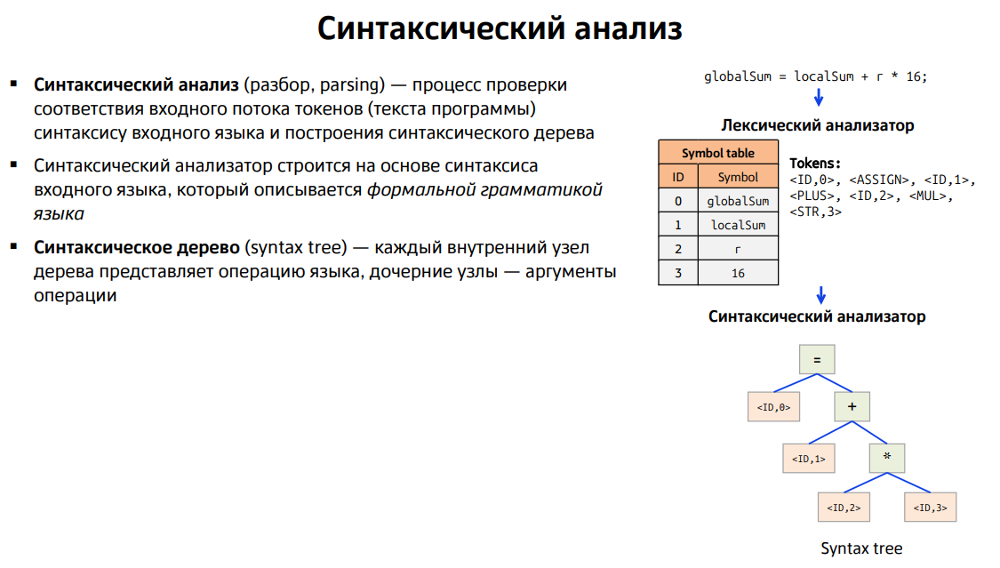 Синтаксический анализ
▪ Синтаксический анализ (разбор, parsing) — процесс проверки
соответствия входного потока токенов (текста программы)
синтаксису входного языка и построения синтаксического дерева
▪ Синтаксический анализатор строится на основе синтаксиса
входного языка, который описывается формальной грамматикой
языка
▪ Синтаксическое дерево (syntax tree) — каждый внутренний узел
дерева представляет операцию языка, дочерние узлы — аргументы
операции
globalSum = localSum + r * 16;
Лексический анализатор
Symbol table
ID Symbol
0 globalSum
1 localSum
2 r
3 16
Tokens:
<ID,0>, <ASSIGN>, <ID,1>,
<PLUS>, <ID,2>, <MUL>,
<STR,3>
Синтаксический анализатор
=
<ID,0> +
<ID,1> *
<ID,2> <ID,3>
Syntax tree